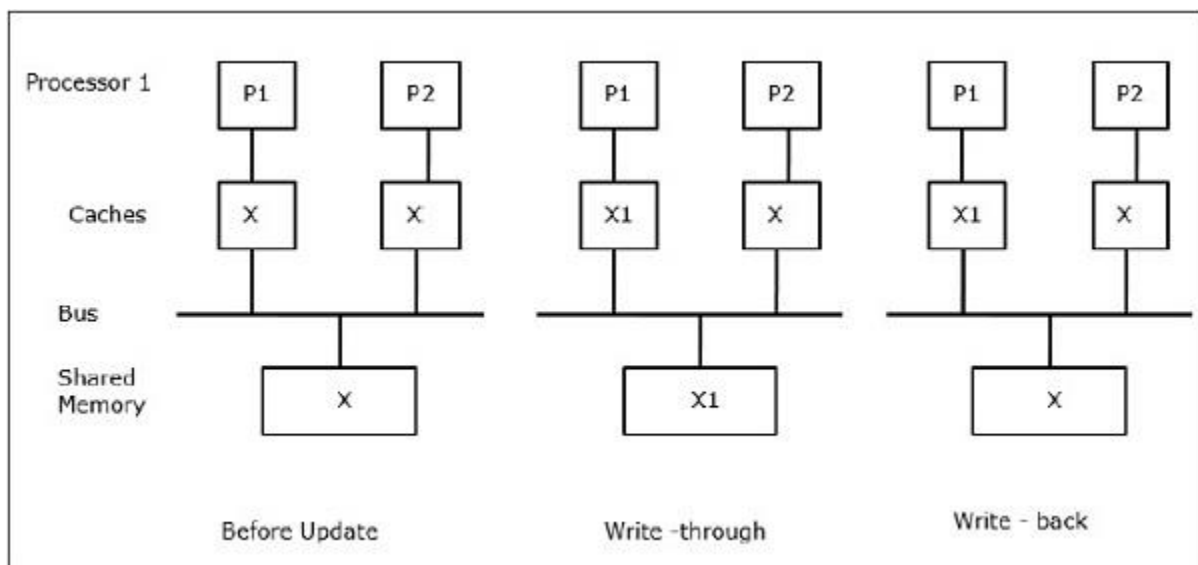 Processor 1
P1
P2
P1
P2
P1
P2
Caches
X
X
X1
X
X1
X
Bus
Shared
Memory
X
X1
X
Before Update
Write -through
Write - back